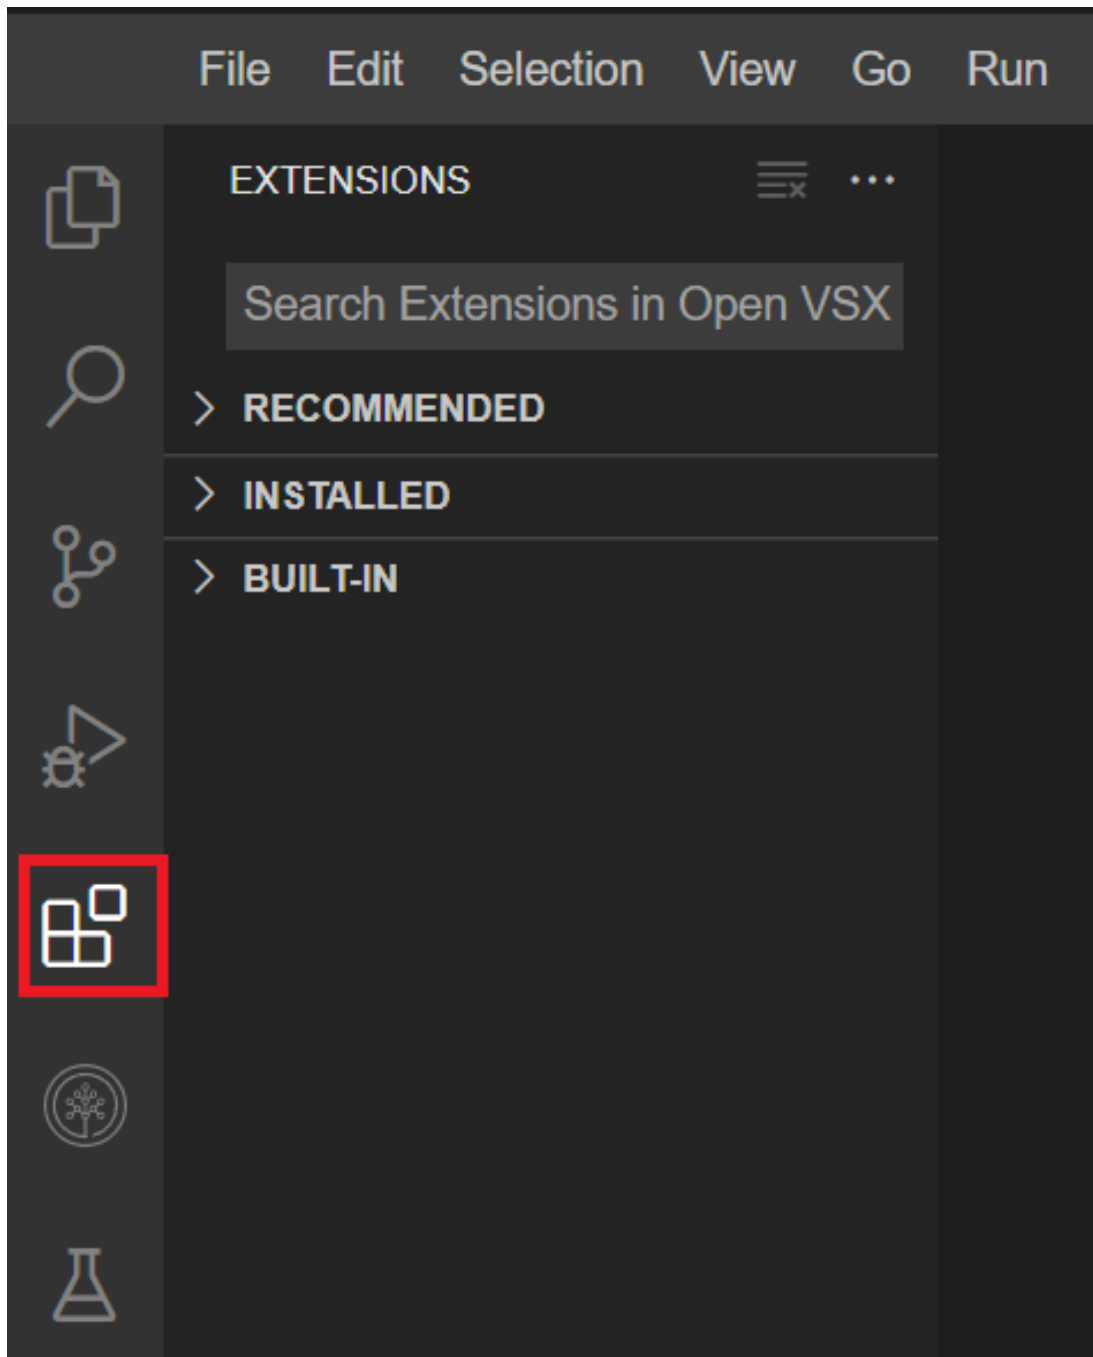 File Edit Selection View Go Run
EXTENSIONS
Search Extensions in Open VSX
RECOMMENDED
INSTALLED
BUILT-IN